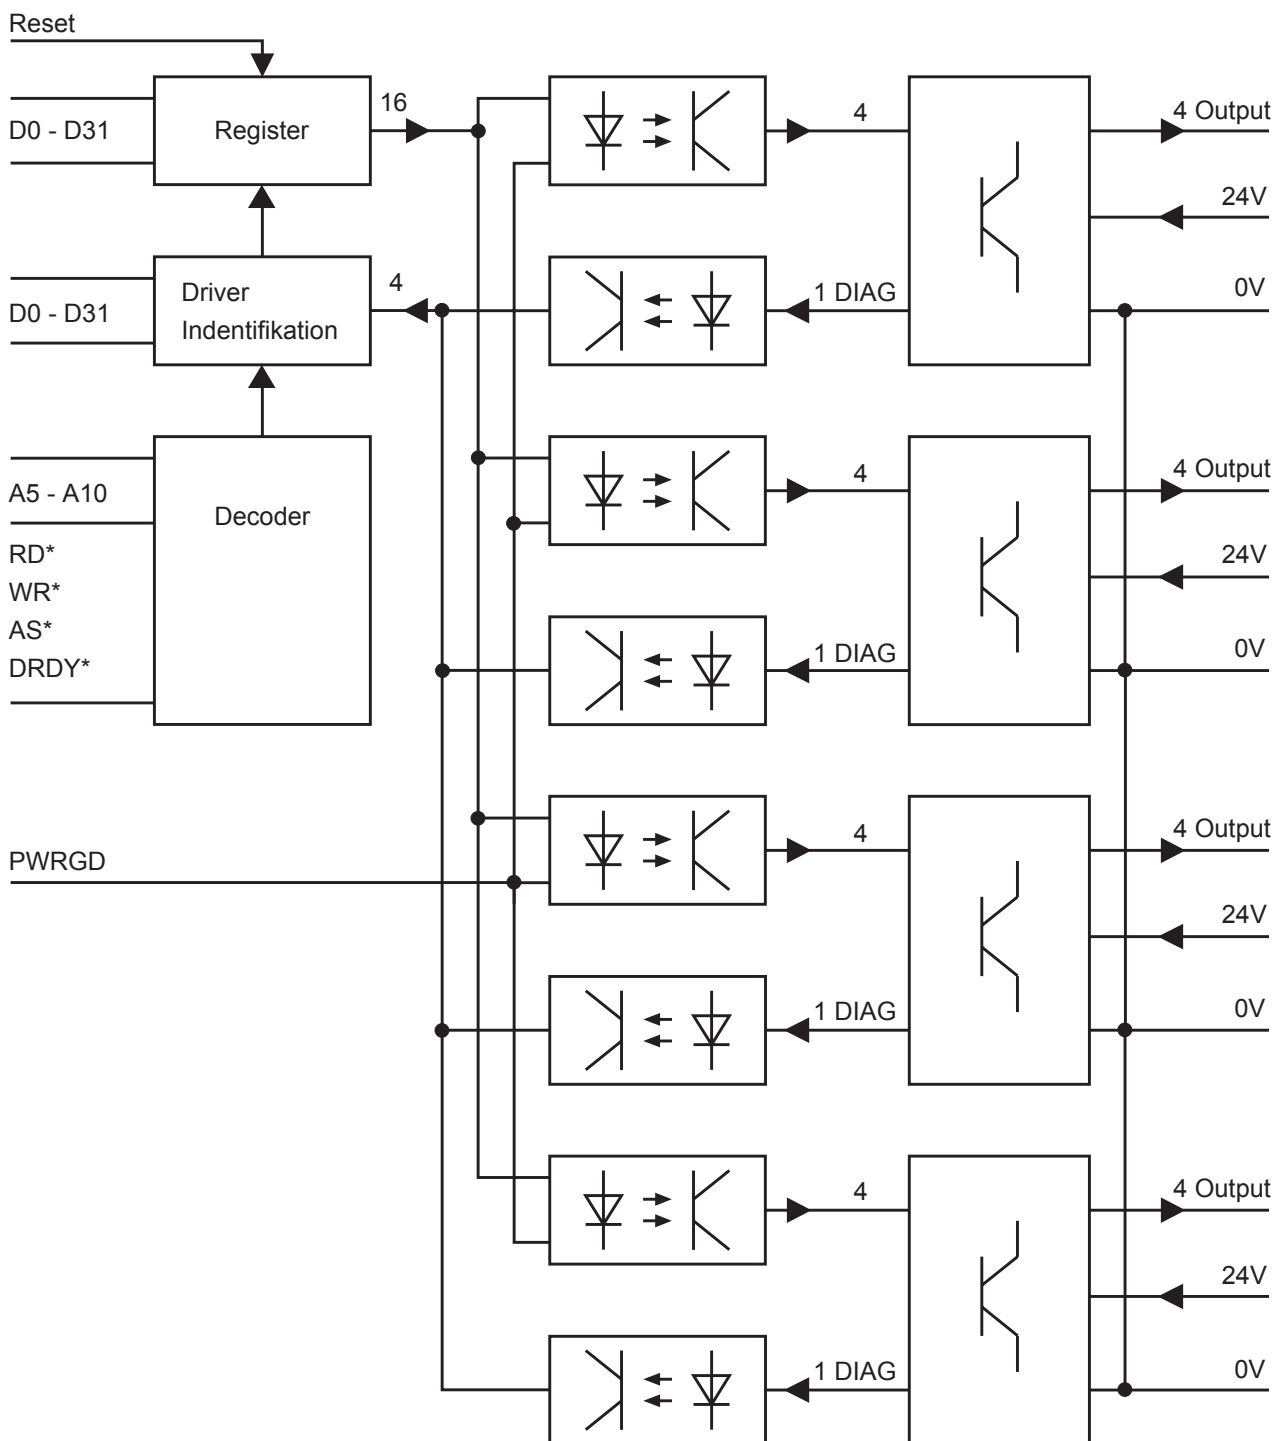 Reset
D0 - D31
Register
16
4
4 Output
24V
D0 - D31
Driver
Indentifikation
4
1 DIAG
0V
A5 - A10
RD*
WR*
AS*
DRDY*
Decoder
4
4 Output
24V
1 DIAG
0V
PWRGD
4
4 Output
24V
1 DIAG
0V
4
4 Output
24V
1 DIAG
0V